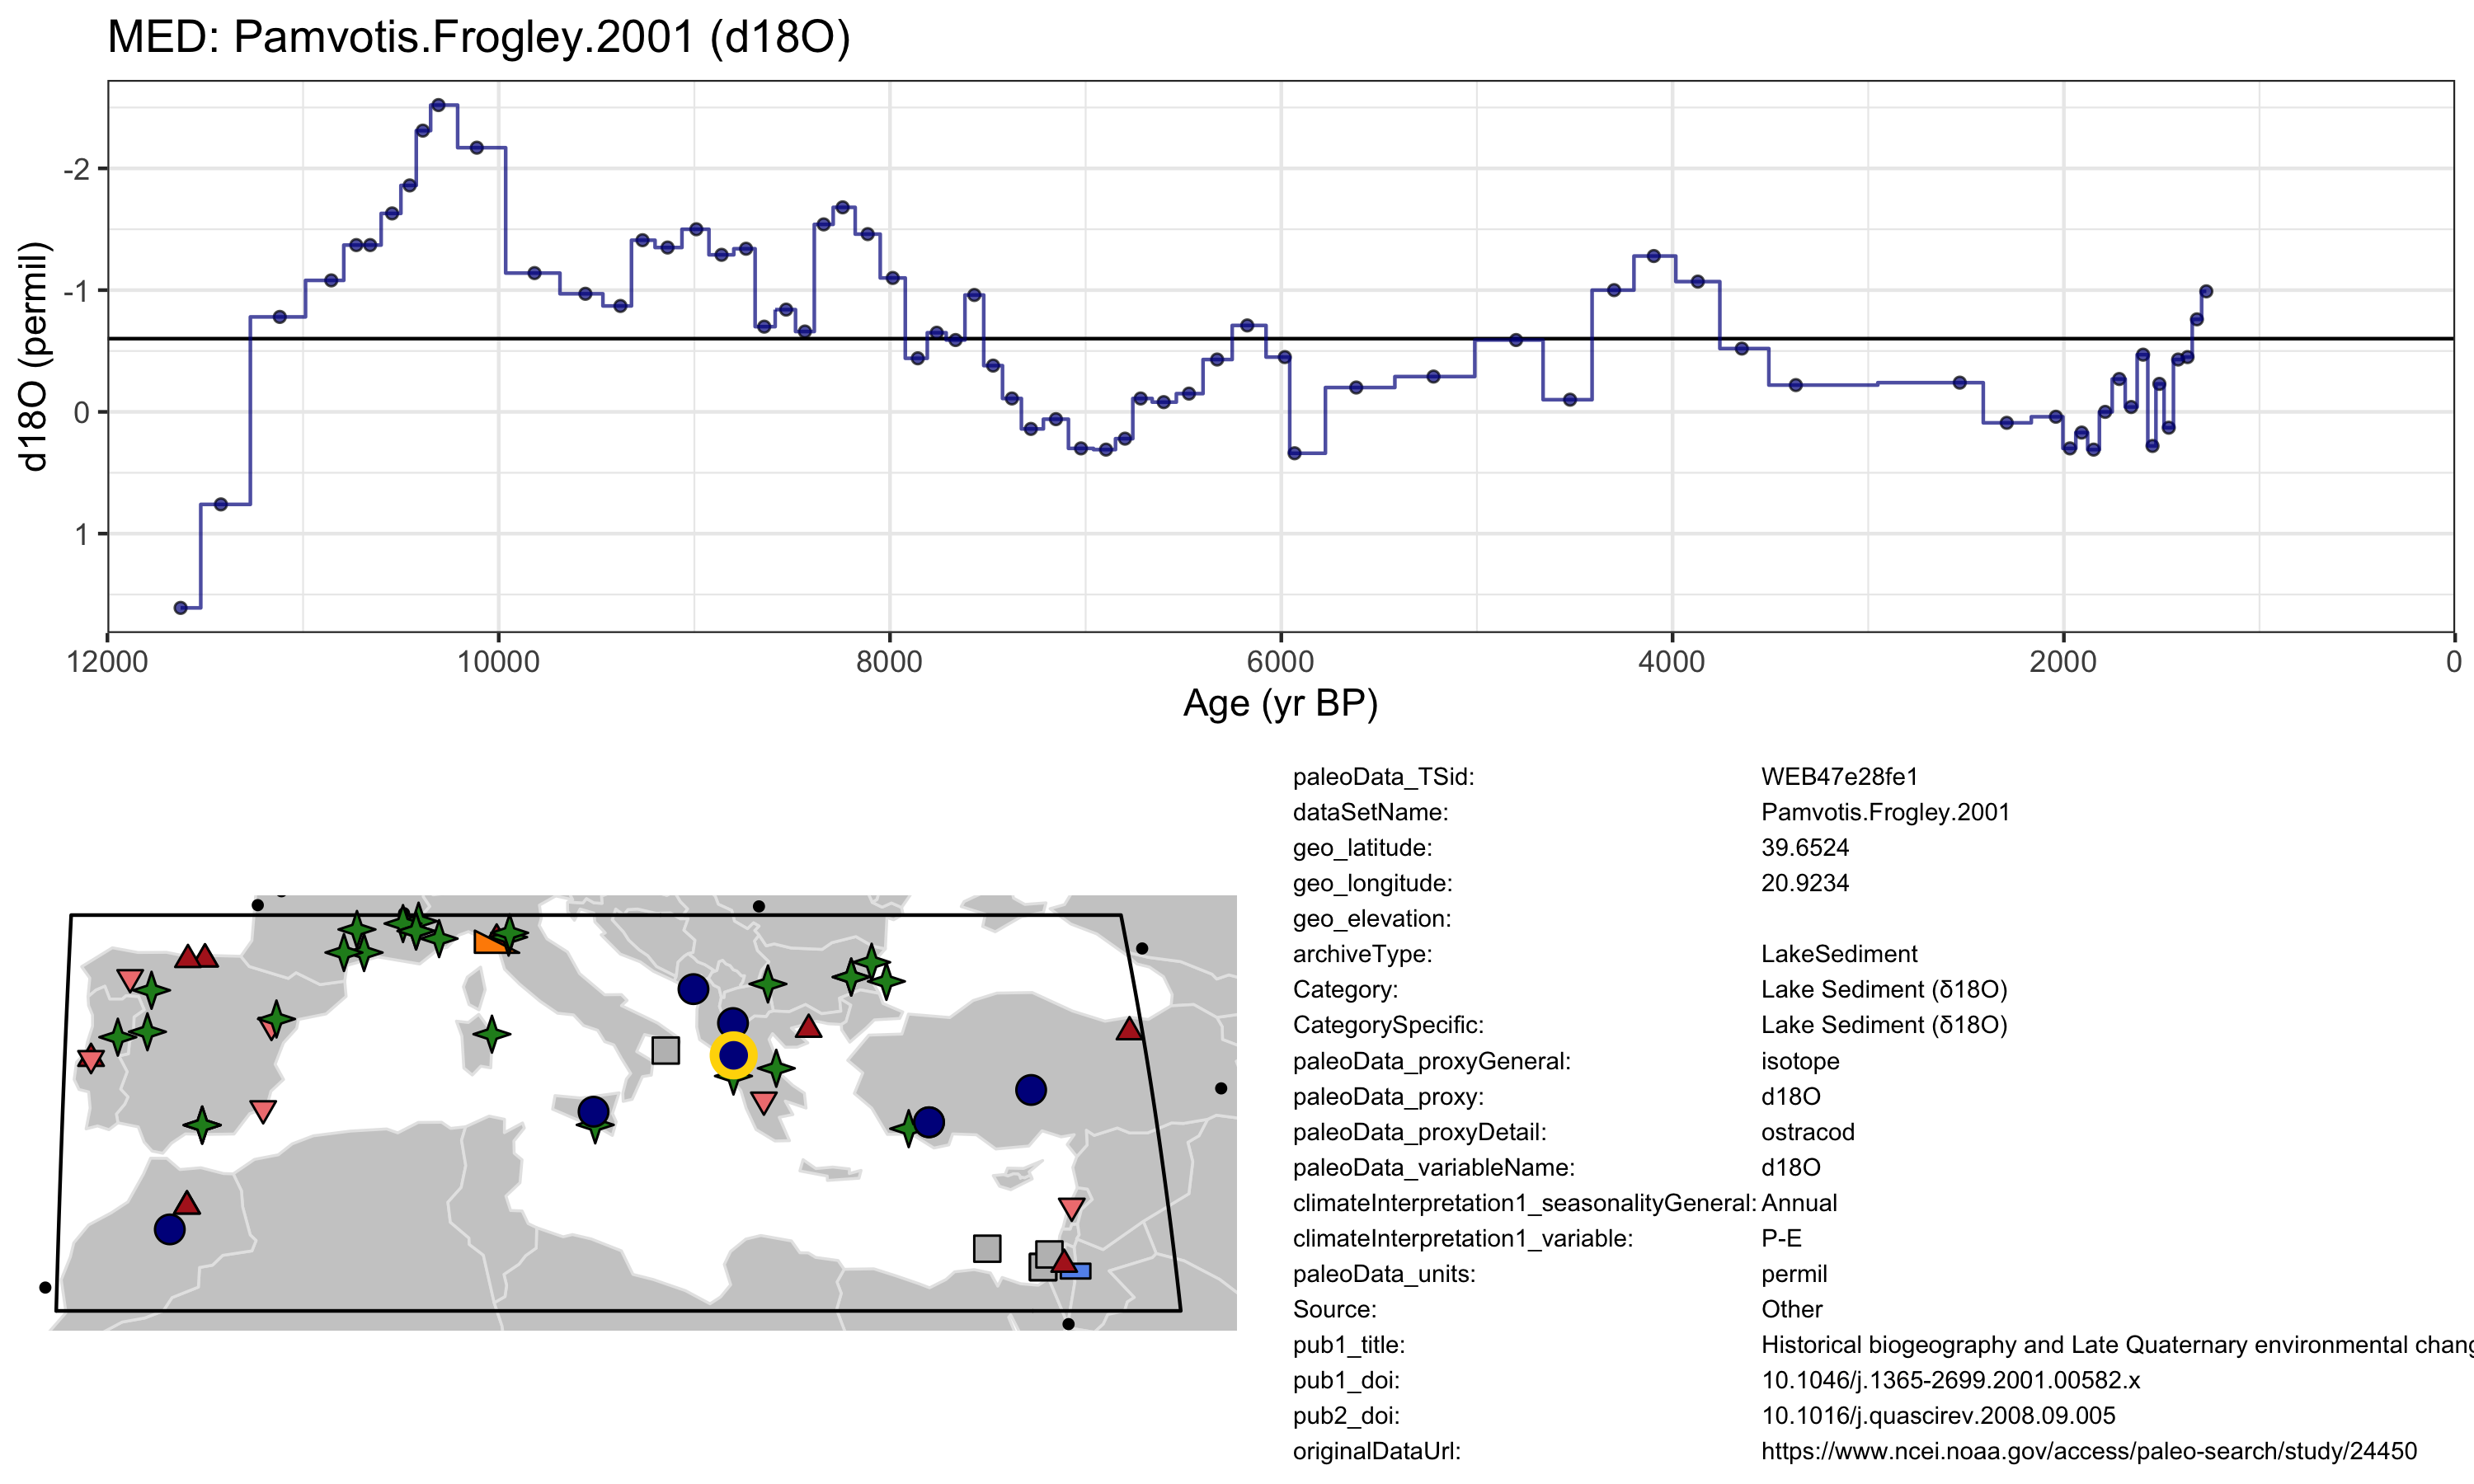 MED: Pamvotis.Frogley.2001 (d18O)
d18O (permil)
-2
-1
0
1
12000 10000 8000 6000 4000 2000 0
Age (yr BP)
paleoData_TSid: WEB47e28fe1
dataSetName: Pamvotis.Frogley.2001
geo_latitude: 39.6524
geo_longitude: 20.9234
geo_elevation:
archiveType: LakeSediment
Category: Lake Sediment (δ18O)
CategorySpecific: Lake Sediment (δ18O)
paleoData_proxyGeneral: isotope
paleoData_proxy: d18O
paleoData_proxyDetail: ostracod
paleoData_variableName: d18O
climateInterpretation1_seasonalityGeneral: Annual
climateInterpretation1_variable: P-E
paleoData_units: permil
Source: Other
pub1_title: Historical biogeography and Late Quaternary environmental chang
pub1_doi: 10.1046/j.1365-2699.2001.00582.x
pub2_doi: 10.1016/j.quascirev.2008.09.005
originalDataUrl: https://www.ncei.noaa.gov/access/paleo-search/study/24450